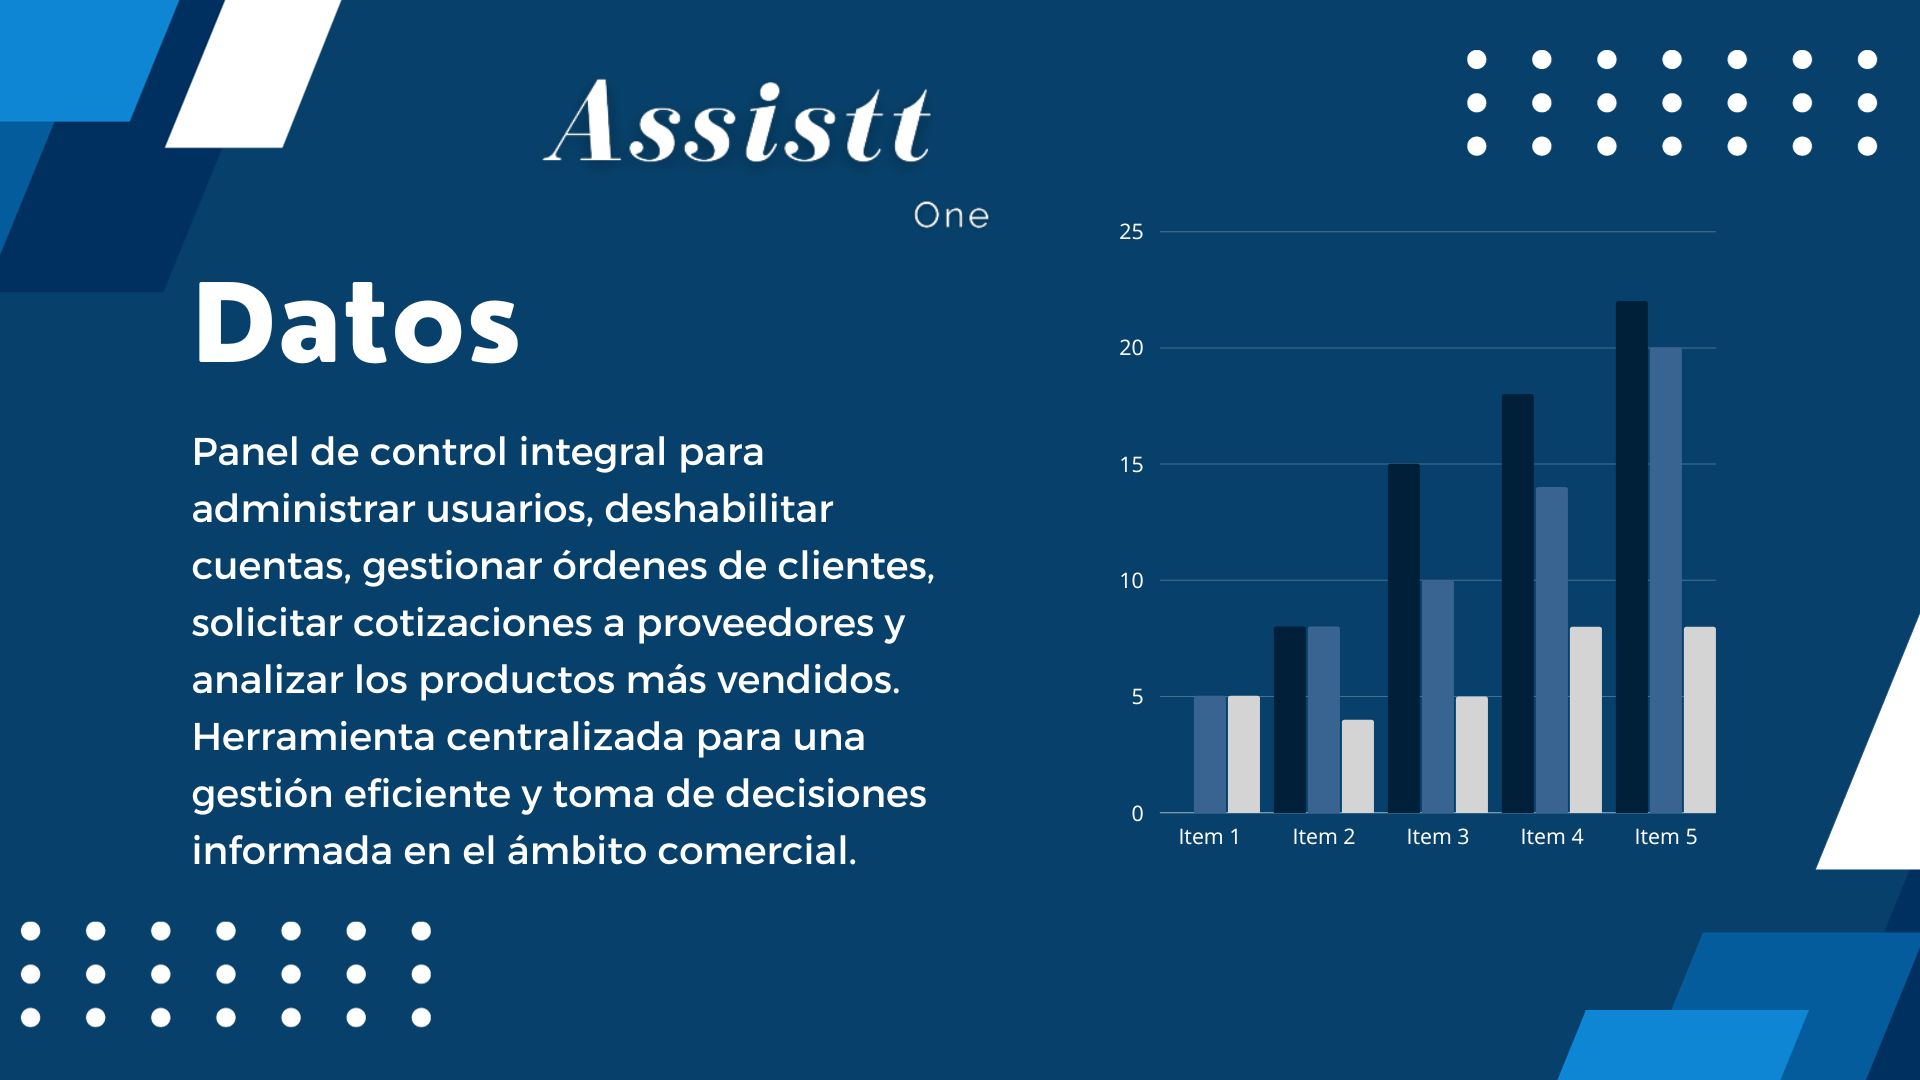 Assistt
One
Datos
Panel de control integral para
administrar usuarios, deshabilitar
cuentas, gestionar órdenes de clientes,
solicitar cotizaciones a proveedores y
analizar los productos más vendidos.
Herramienta centralizada para una
gestión eficiente y toma de decisiones
informada en el ámbito comercial.
25
20
15
10
5
0
Item 1 Item 2 Item 3 Item 4 Item 5